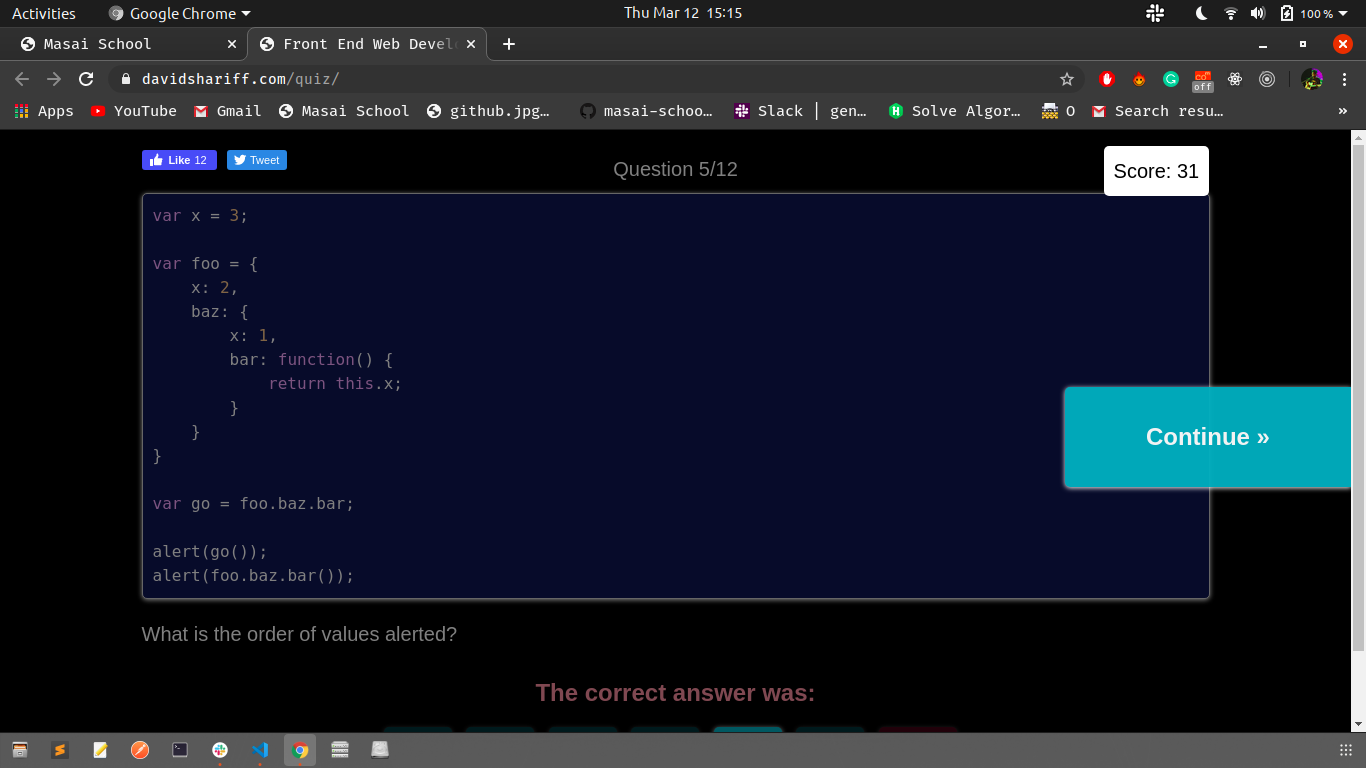 Activities Google Chrome Thu Mar 12 15:15 100 %
Masai School Front End Web Develo
davidshariff.com/quiz/ off
Apps YouTube Gmail Masai School github.jpg… masai-schoo… Slack | gen… Solve Algor… O Search resu… »
Like 12 Tweet Question 5/12 Score: 31
var x = 3;
var foo = {
x: 2,
baz: {
x: 1,
bar: function() {
return this.x;
}
}
}
Continue »
var go = foo.baz.bar;
alert(go());
alert(foo.baz.bar());
What is the order of values alerted?
The correct answer was: